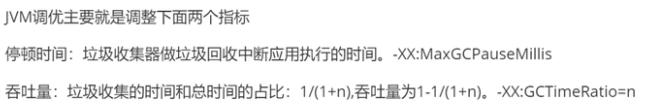 JVM调优主要就是调整下面两个指标
停顿时间：垃圾收集器做垃圾回收中断应用执行的时间。-XX:MaxGCPauseMillis
吞吐量：垃圾收集的时间和总时间的占比：1/(1+n),吞吐量为1-1/(1+n)。-XX:GCTimeRatio=n